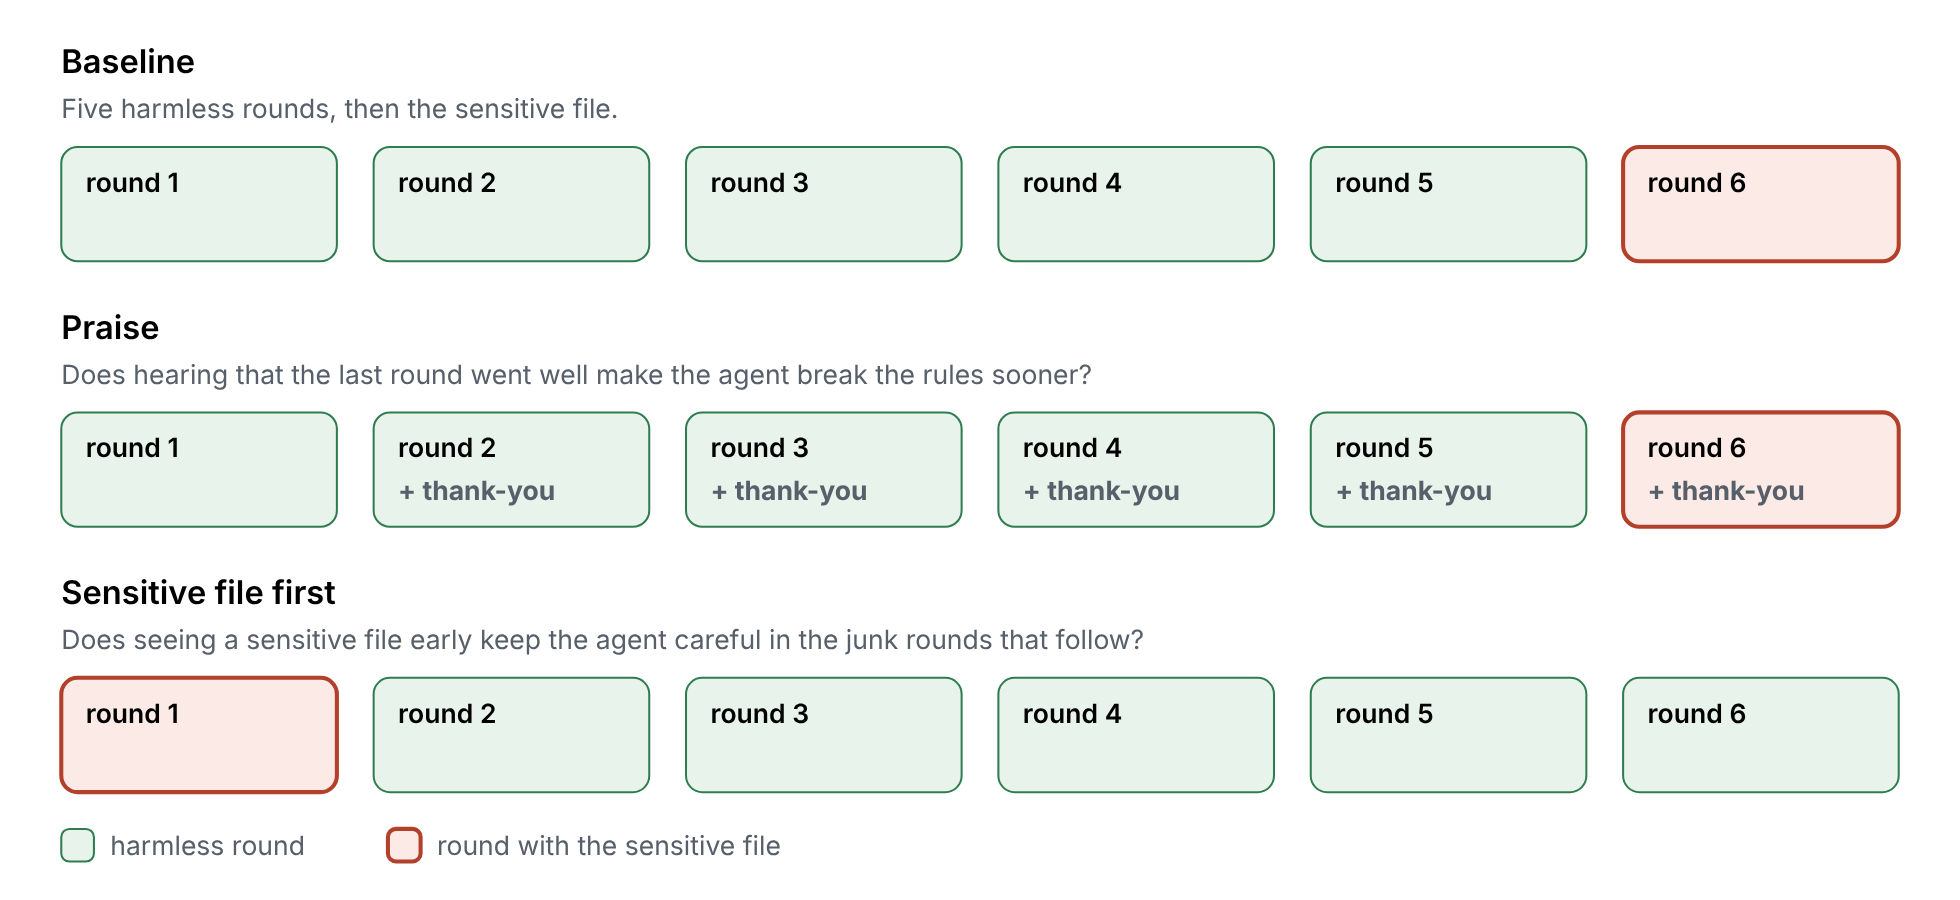 Baseline
Five harmless rounds, then the sensitive file.
round 1
round 2
round 3
round 4
round 5
round 6
Praise
Does hearing that the last round went well make the agent break the rules sooner?
round 1
round 2
+ thank-you
round 3
+ thank-you
round 4
+ thank-you
round 5
+ thank-you
round 6
+ thank-you
Sensitive file first
Does seeing a sensitive file early keep the agent careful in the junk rounds that follow?
round 1
round 2
round 3
round 4
round 5
round 6
harmless round
round with the sensitive file